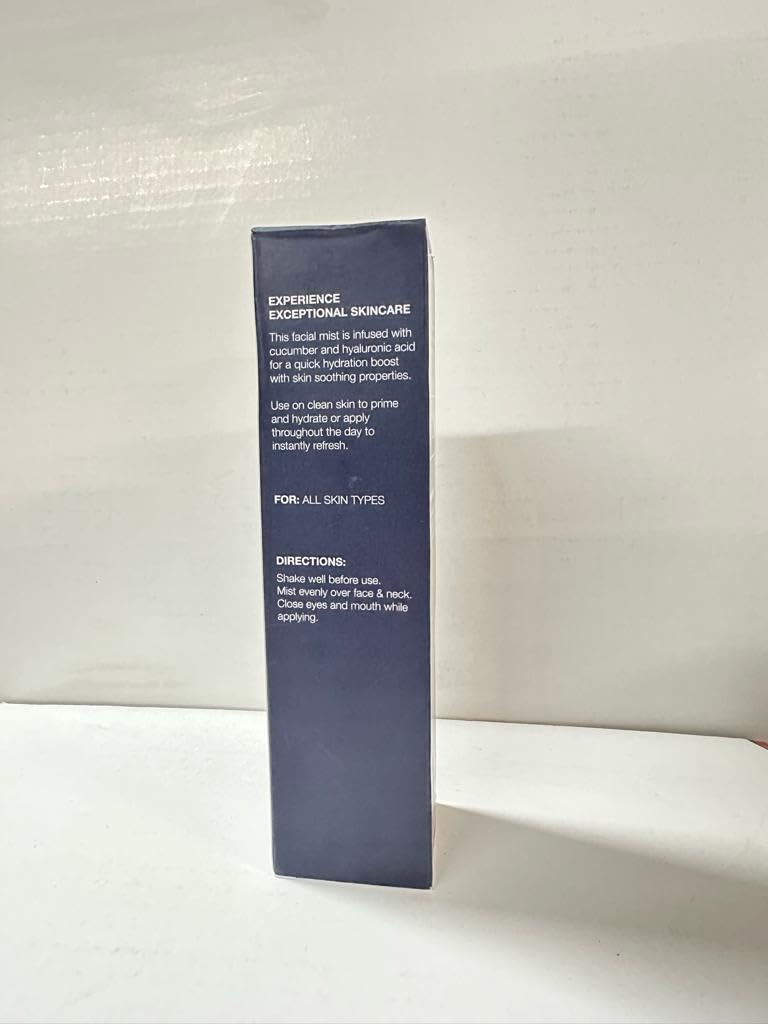 EXPERIENCE
EXCEPTIONAL SKINCARE
This facial mist is infused with
cucumber and hyaluronic acid
for a quick hydration boost
with skin soothing properties.
Use on clean skin to prime
and hydrate or apply
throughout the day to
instantly refresh.
FOR: ALL SKIN TYPES
DIRECTIONS:
Shake well before use.
Mist evenly over face & neck.
Close eyes and mouth while
applying.